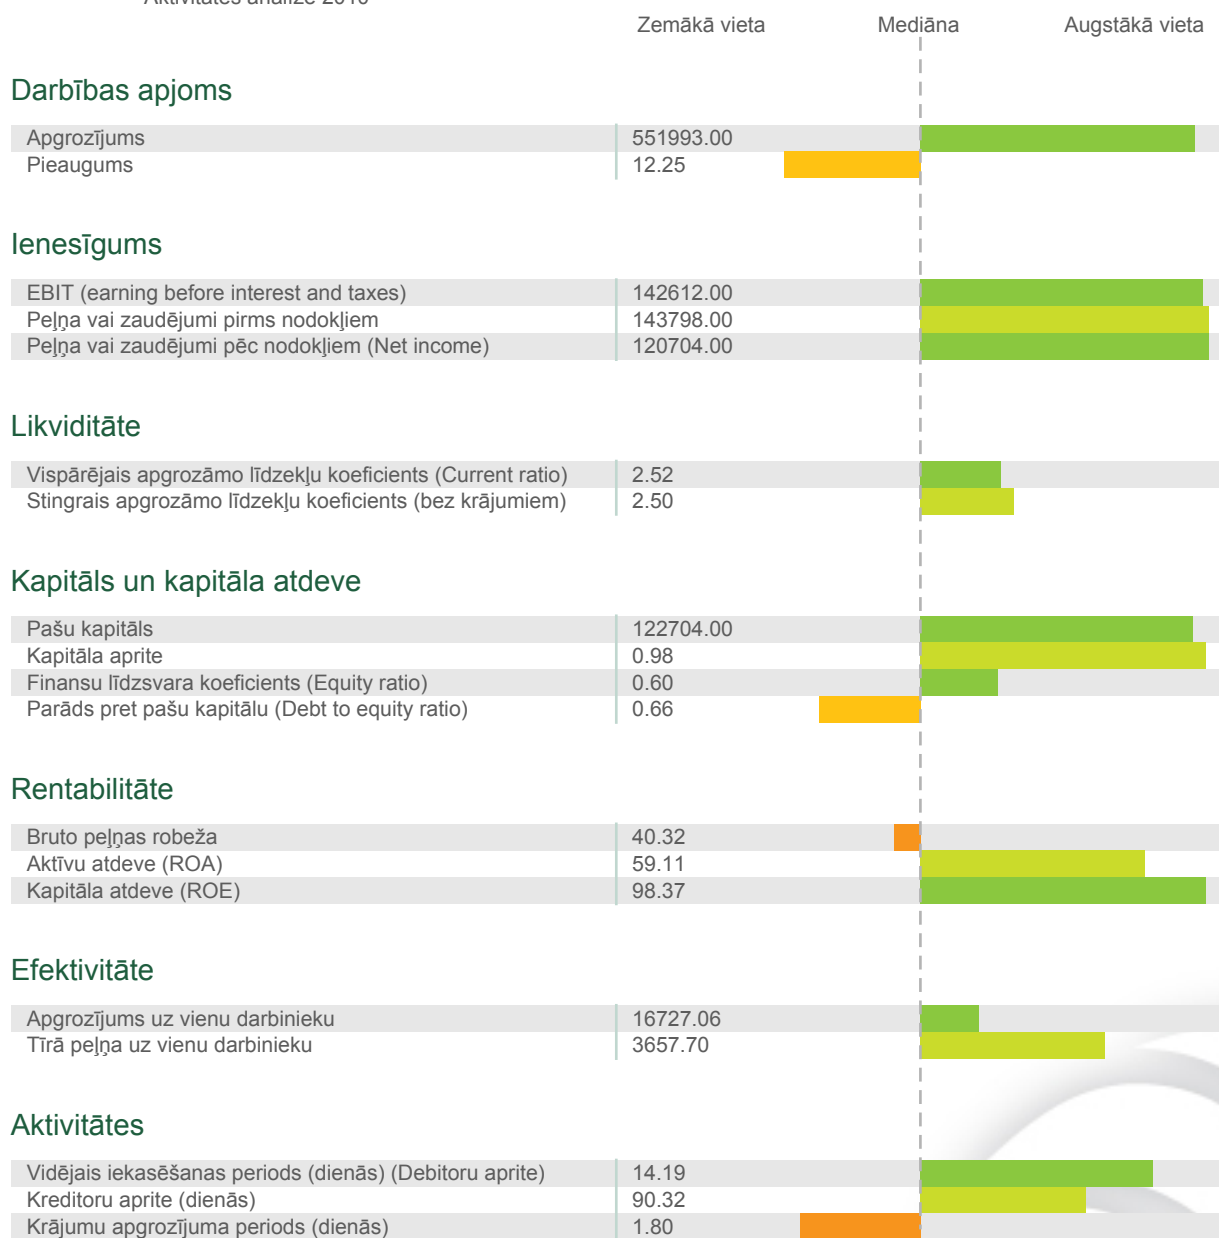 Aktivitātes analīze 2010
Zemākā vieta Mediāna Augstākā vieta
Darbības apjoms
Apgrozījums 551993.00
Pieaugums 12.25
Ienesīgums
EBIT (earning before interest and taxes) 142612.00
Peļņa vai zaudējumi pirms nodokļiem 143798.00
Peļņa vai zaudējumi pēc nodokļiem (Net income) 120704.00
Likviditāte
Vispārējais apgrozāmo līdzekļu koeficients (Current ratio) 2.52
Stingrais apgrozāmo līdzekļu koeficients (bez krājumiem) 2.50
Kapitāls un kapitāla atdeve
Pašu kapitāls 122704.00
Kapitāla aprite 0.98
Finansu līdzsvara koeficients (Equity ratio) 0.60
Parāds pret pašu kapitālu (Debt to equity ratio) 0.66
Rentabilitāte
Bruto peļņas robeža 40.32
Aktīvu atdeve (ROA) 59.11
Kapitāla atdeve (ROE) 98.37
Efektivitāte
Apgrozījums uz vienu darbinieku 16727.06
Tīrā peļņa uz vienu darbinieku 3657.70
Aktivitātes
Vidējais iekasēšanas periods (dienās) (Debitoru aprite) 14.19
Kreditoru aprite (dienās) 90.32
Krājumu apgrozījuma periods (dienās) 1.80